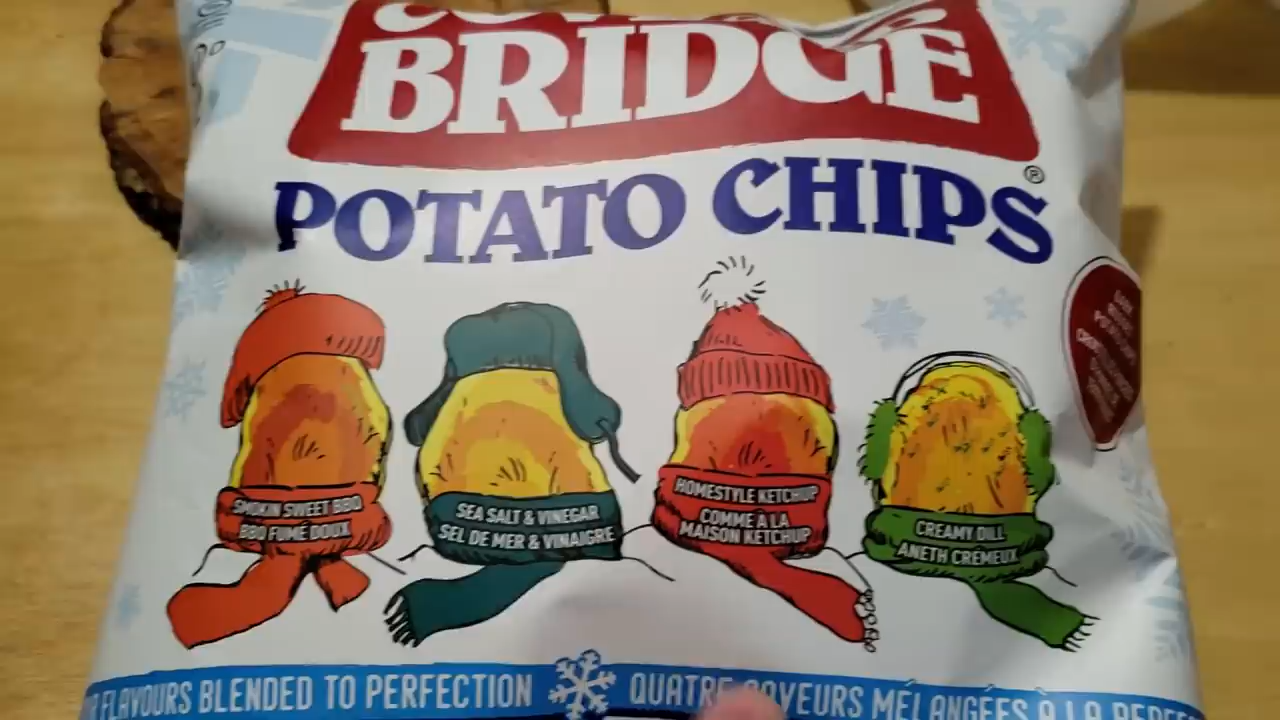 BRIDGE
POTATO CHIPS
SMOKIN SWEET BBQ
BBQ FUMÉ DOUX
SEA SALT & VINEGAR
SEL DE MER & VINAIGRE
HOMESTYLE KETCHUP
COMME À LA
MAISON KETCHUP
CREAMY DILL
ANETH CRÉMEUX
FLAVOURS BLENDED TO PERFECTION
QUATRE SAVEURS MÉLANGÉES À LA